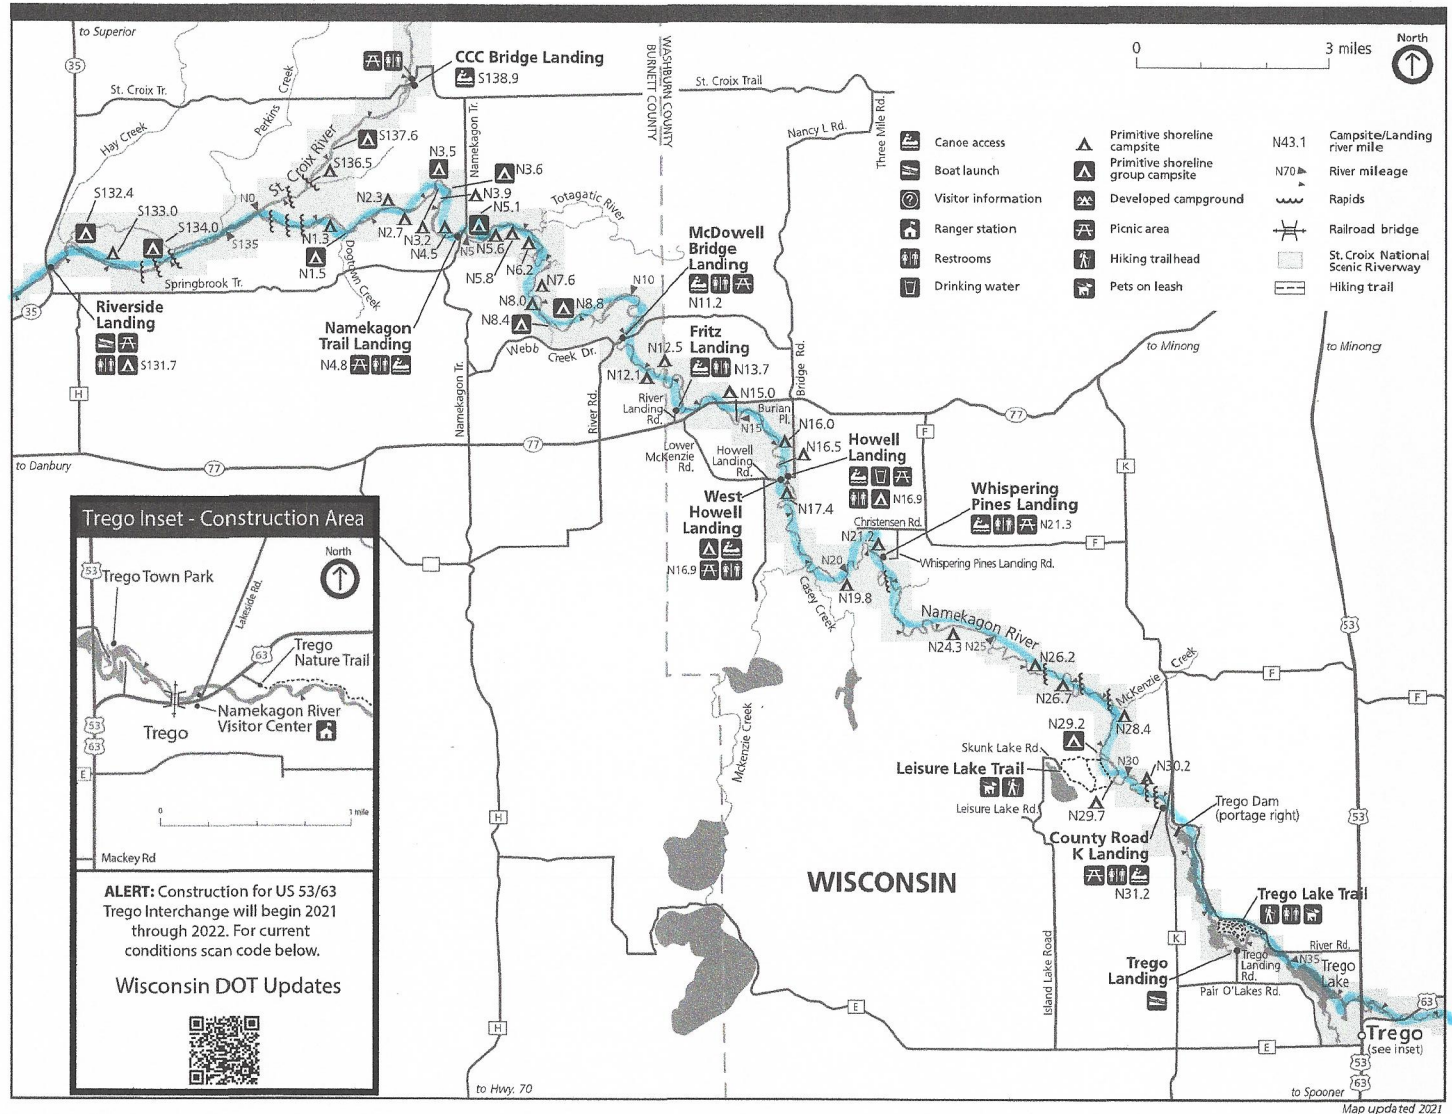 to Superior
35
St. Croix Tr.
Hay Creek
Perkins Creek
St. Croix River
CCC Bridge Landing
S138.9
S137.6
S136.5
N3.5
Namekagon Tr.
N3.6
N3.9
N5.1
N2.3
N0
N2.7
N3.2
N4.5
N5
N5.6
N5.8
N6.2
N1.3
N1.5
S132.4
S133.0
S134.0
S135
Dogtown Creek
Springbrook Tr.
35
Riverside
Landing
S131.7
H
Namekagon
Trail Landing
N4.8
WASHBURN COUNTY
BURNETT COUNTY
St. Croix Trail
Nancy L Rd.
Three Mile Rd.
Totagatic River
N7.6
N8.0
N8.8
N8.4
N10
McDowell
Bridge
Landing
N11.2
Webb Creek Dr.
Namekagon Tr.
River Rd.
Bridge Rd.
Fritz
Landing
N13.7
N12.5
N12.1
River
Landing
Rd.
N15.0
N15
Burian
Pl.
N16.0
N16.5
Lower
McKenzie
Rd.
Howell
Landing
Rd.
Howell
Landing
N16.9
West
Howell
Landing
N16.9
N17.4
77
77
77
to Danbury
0
3 miles
North
Canoe access
Boat launch
Visitor information
Ranger station
Restrooms
Drinking water
Primitive shoreline
campsite
Primitive shoreline
group campsite
Developed campground
Picnic area
Hiking trailhead
Pets on leash
N43.1
Campsite/Landing
river mile
N70
River mileage
Rapids
Railroad bridge
St. Croix National
Scenic Riverway
Hiking trail
to Minong
to Minong
F
K
Whispering
Pines Landing
N21.3
Christensen Rd.
N21.2
F
Whispering Pines Landing Rd.
N20
N19.8
Casey Creek
Namekagon River
N24.3
N25
N26.2
N26.7
McKenzie Creek
N28.4
53
F
F
N29.2
Skunk Lake Rd.
Leisure Lake Trail
Leisure Lake Rd.
N30
N30.2
N29.7
County Road
K Landing
N31.2
Trego Dam
(portage right)
53
Trego Lake Trail
River Rd.
K
Trego
Landing
Trego
Landing
Rd.
N35
Trego
Lake
Pair O'Lakes Rd.
63
Trego
(see inset)
53
63
E
E
Island Lake Road
to Spooner
Map updated 2021
Mckenzie Creek
WISCONSIN
H
H
to Hwy. 70
Trego Inset - Construction Area
North
53
Trego Town Park
Lakeside Rd.
63
Trego
Nature Trail
Namekagon River
Visitor Center
Trego
53
63
E
0
1 mile
Mackey Rd
ALERT: Construction for US 53/63
Trego Interchange will begin 2021
through 2022. For current
conditions scan code below.
Wisconsin DOT Updates